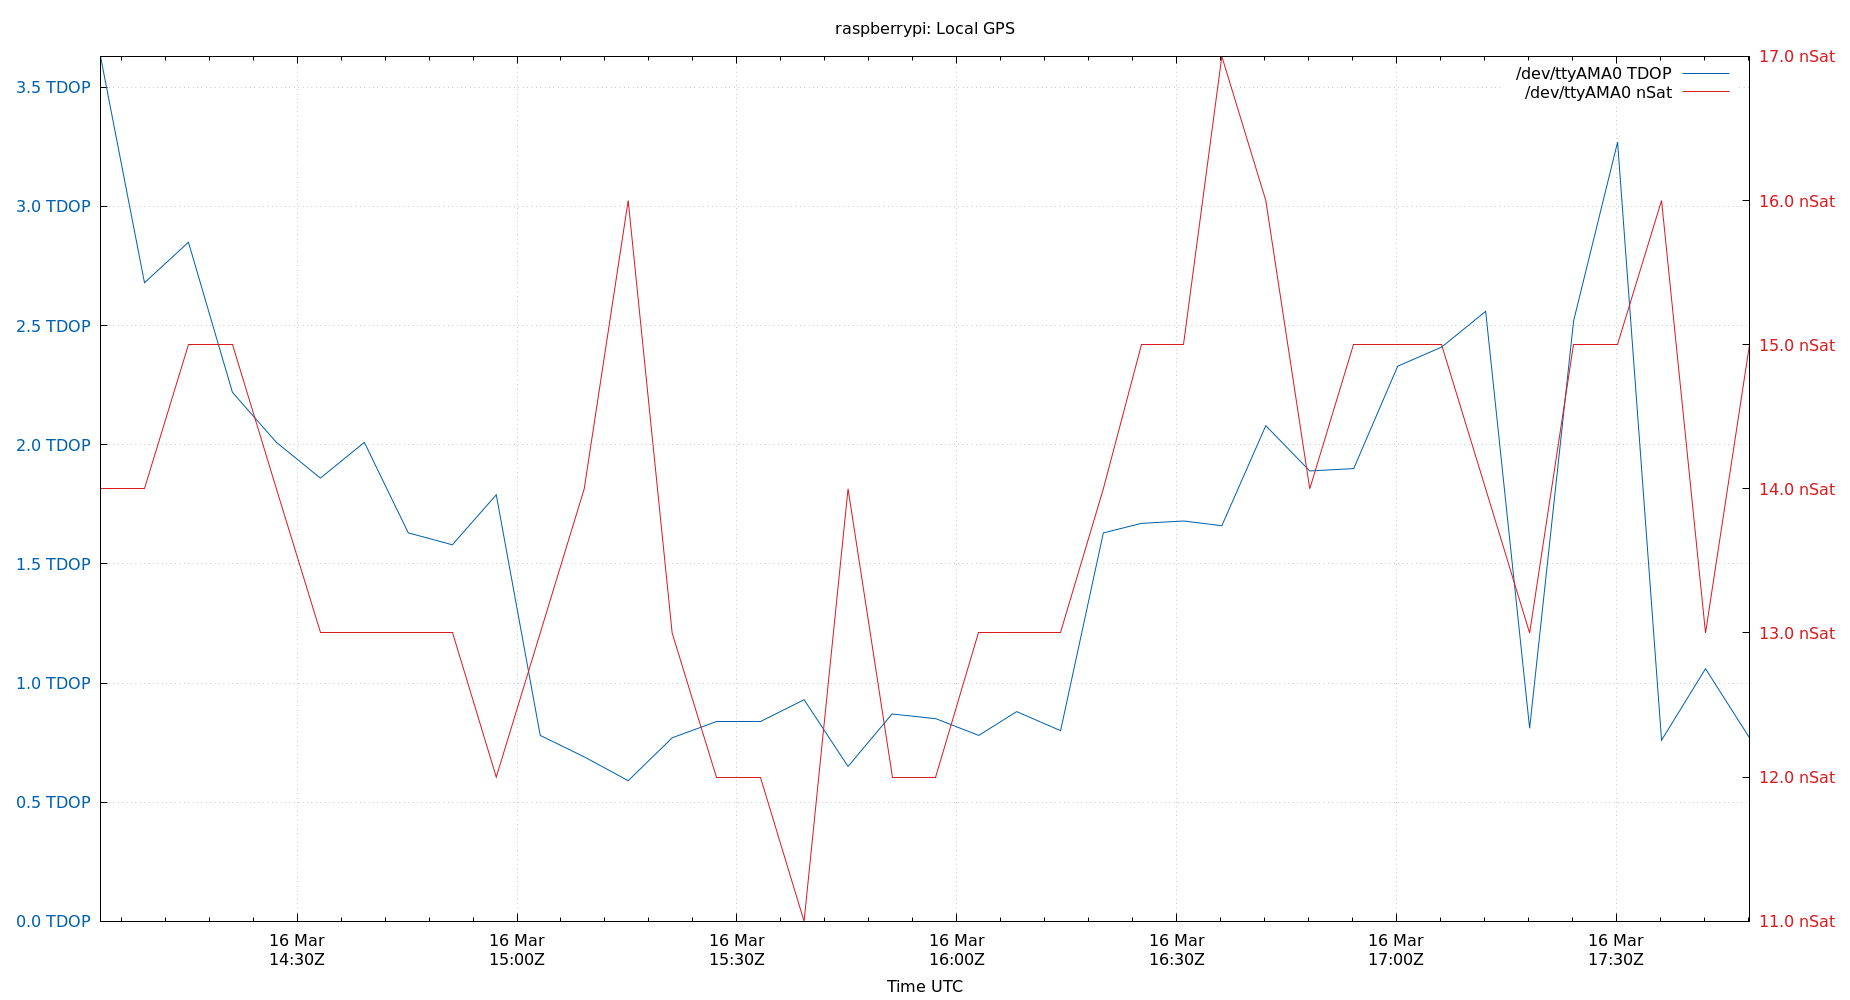 raspberrypi: Local GPS
/dev/ttyAMA0 TDOP
/dev/ttyAMA0 nSat
3.5 TDOP
3.0 TDOP
2.5 TDOP
2.0 TDOP
1.5 TDOP
1.0 TDOP
0.5 TDOP
0.0 TDOP
17.0 nSat
16.0 nSat
15.0 nSat
14.0 nSat
13.0 nSat
12.0 nSat
11.0 nSat
16 Mar
14:30Z
16 Mar
15:00Z
16 Mar
15:30Z
16 Mar
16:00Z
16 Mar
16:30Z
16 Mar
17:00Z
16 Mar
17:30Z
Time UTC